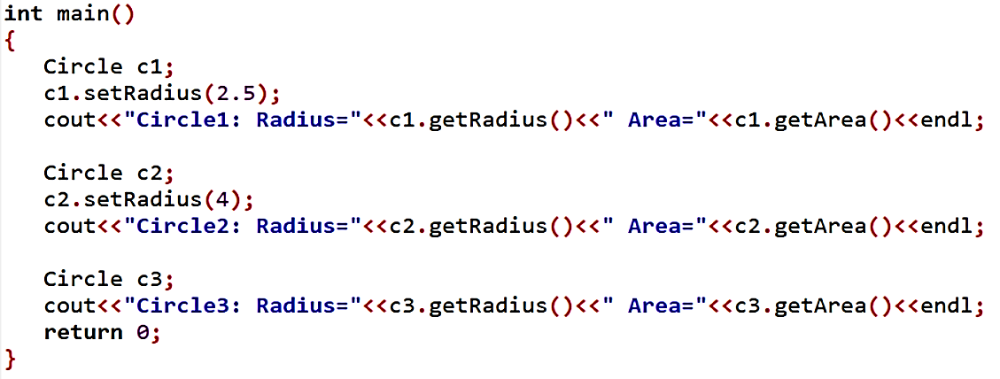 int main()
{
   Circle c1;
   c1.setRadius(2.5);
   cout<<"Circle1: Radius="<<c1.getRadius()<<" Area="<<c1.getArea()<<endl;

   Circle c2;
   c2.setRadius(4);
   cout<<"Circle2: Radius="<<c2.getRadius()<<" Area="<<c2.getArea()<<endl;

   Circle c3;
   cout<<"Circle3: Radius="<<c3.getRadius()<<" Area="<<c3.getArea()<<endl;
   return 0;
}